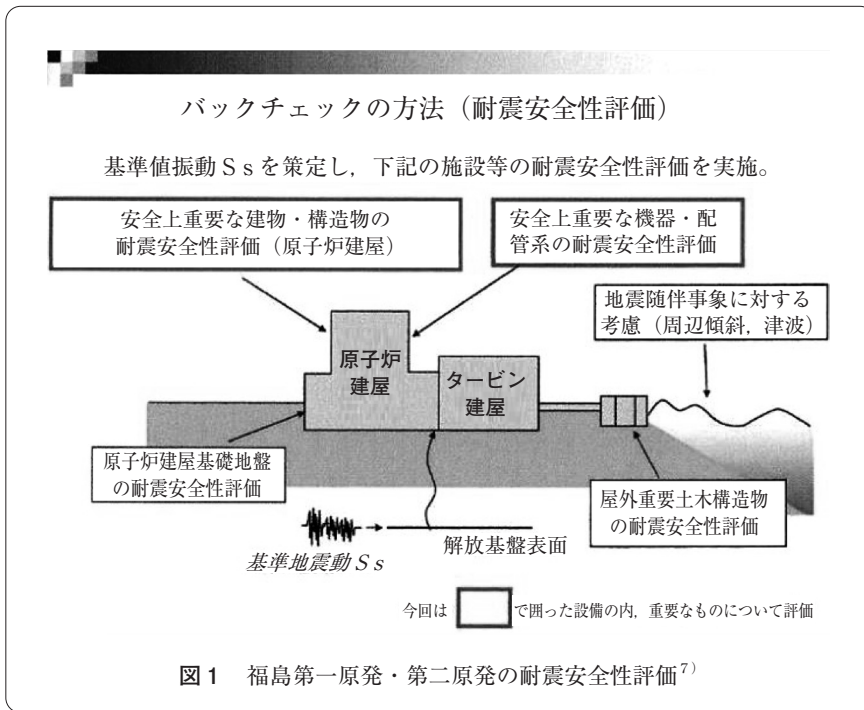 バックチェックの方法（耐震安全性評価）
基準値振動Ｓｓを策定し，下記の施設等の耐震安全性評価を実施。
安全上重要な建物・構造物の
耐震安全性評価（原子炉建屋）
安全上重要な機器・配
管系の耐震安全性評価
地震随伴事象に対する
考慮（周辺傾斜，津波）
原子炉
建屋
タービン
建屋
原子炉建屋基礎地盤
の耐震安全性評価
屋外重要土木構造物
の耐震安全性評価
解放基盤表面
基準地震動Ｓｓ
今回は で囲った設備の内，重要なものについて評価
図1 福島第一原発・第二原発の耐震安全性評価7)